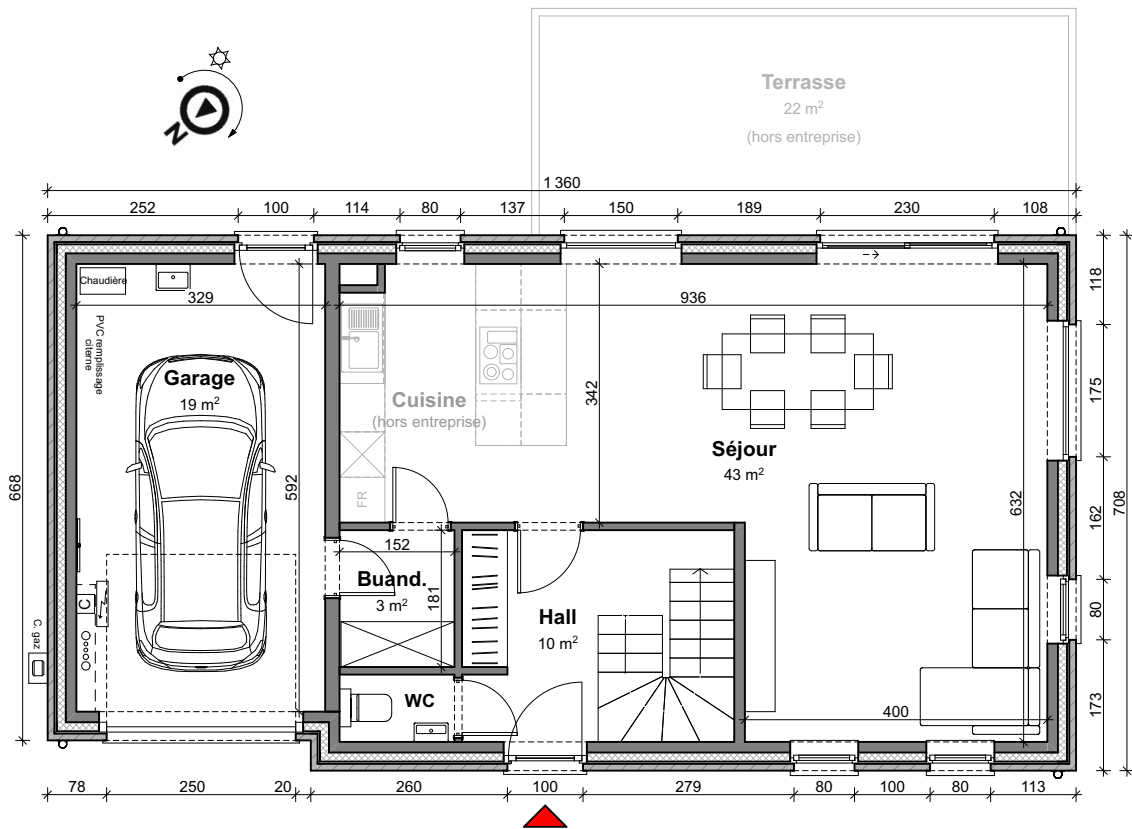 Terrasse
22 m²
(hors entreprise)
N
1 360
252
100
114
80
137
150
189
230
108
Chaudière
329
936
118
PVC remplissage
citerne
Garage
19 m²
Cuisine
(hors entreprise)
342
Séjour
43 m²
175
668
592
FR
632
162
708
152
Buand.
3 m²
181
Hall
10 m²
80
C
C. gaz
WC
400
173
78
250
20
260
100
279
80
100
80
113